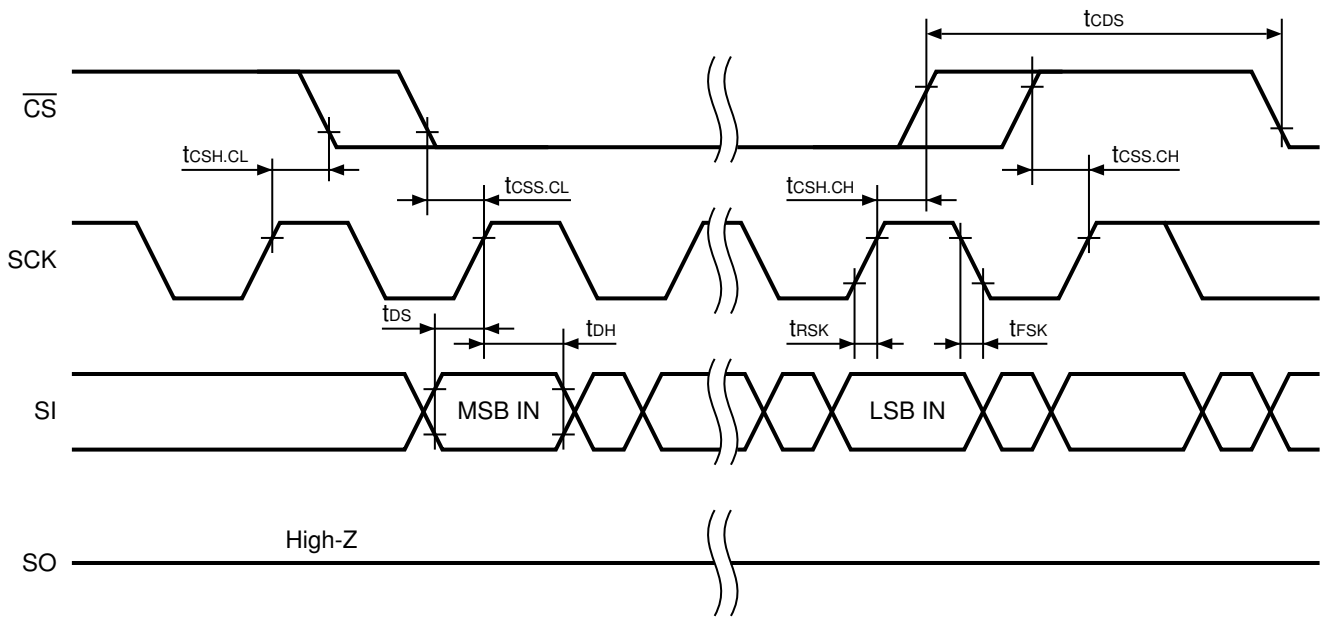 tCDS
CS
tCSH.CL
tCSS.CL
tCSH.CH
tCSS.CH
SCK
tDS
tDH
tRSK
tFSK
SI
MSB IN
LSB IN
High-Z
SO